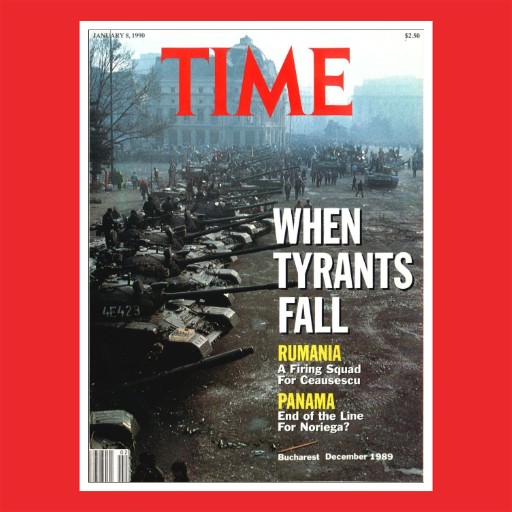 JANUARY 8, 1990
$2.50
TIME
WHEN
TYRANTS
FALL
RUMANIA
A Firing Squad
For Ceausescu
PANAMA
End of the Line
For Noriega?
Bucharest December 1989
4E423
02